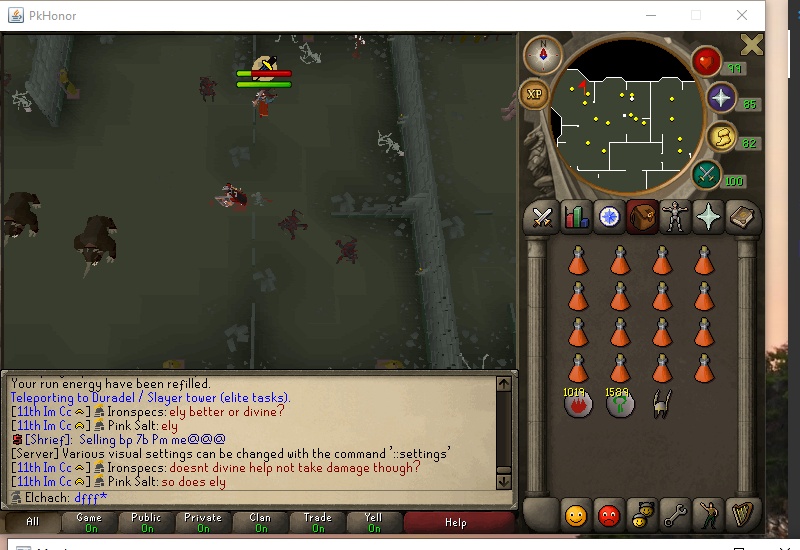 PkHonor
N
XP
99
85
82
100
1019
1589
Your run energy have been refilled.
Teleporting to Duradel / Slayer tower (elite tasks).
[11th Im Cc] Ironspecs: ely better or divine?
[11th Im Cc] Pink Salt: ely
[Shrief]: Selling bp 7b Pm me@@@
[Server] Various visual settings can be changed with the command '::settings'
[11th Im Cc] Ironspecs: doesnt divine help not take damage though?
[11th Im Cc] Pink Salt: so does ely
Elchach: dfff*
All
Game On
Public On
Private On
Clan On
Trade On
Yell On
Help